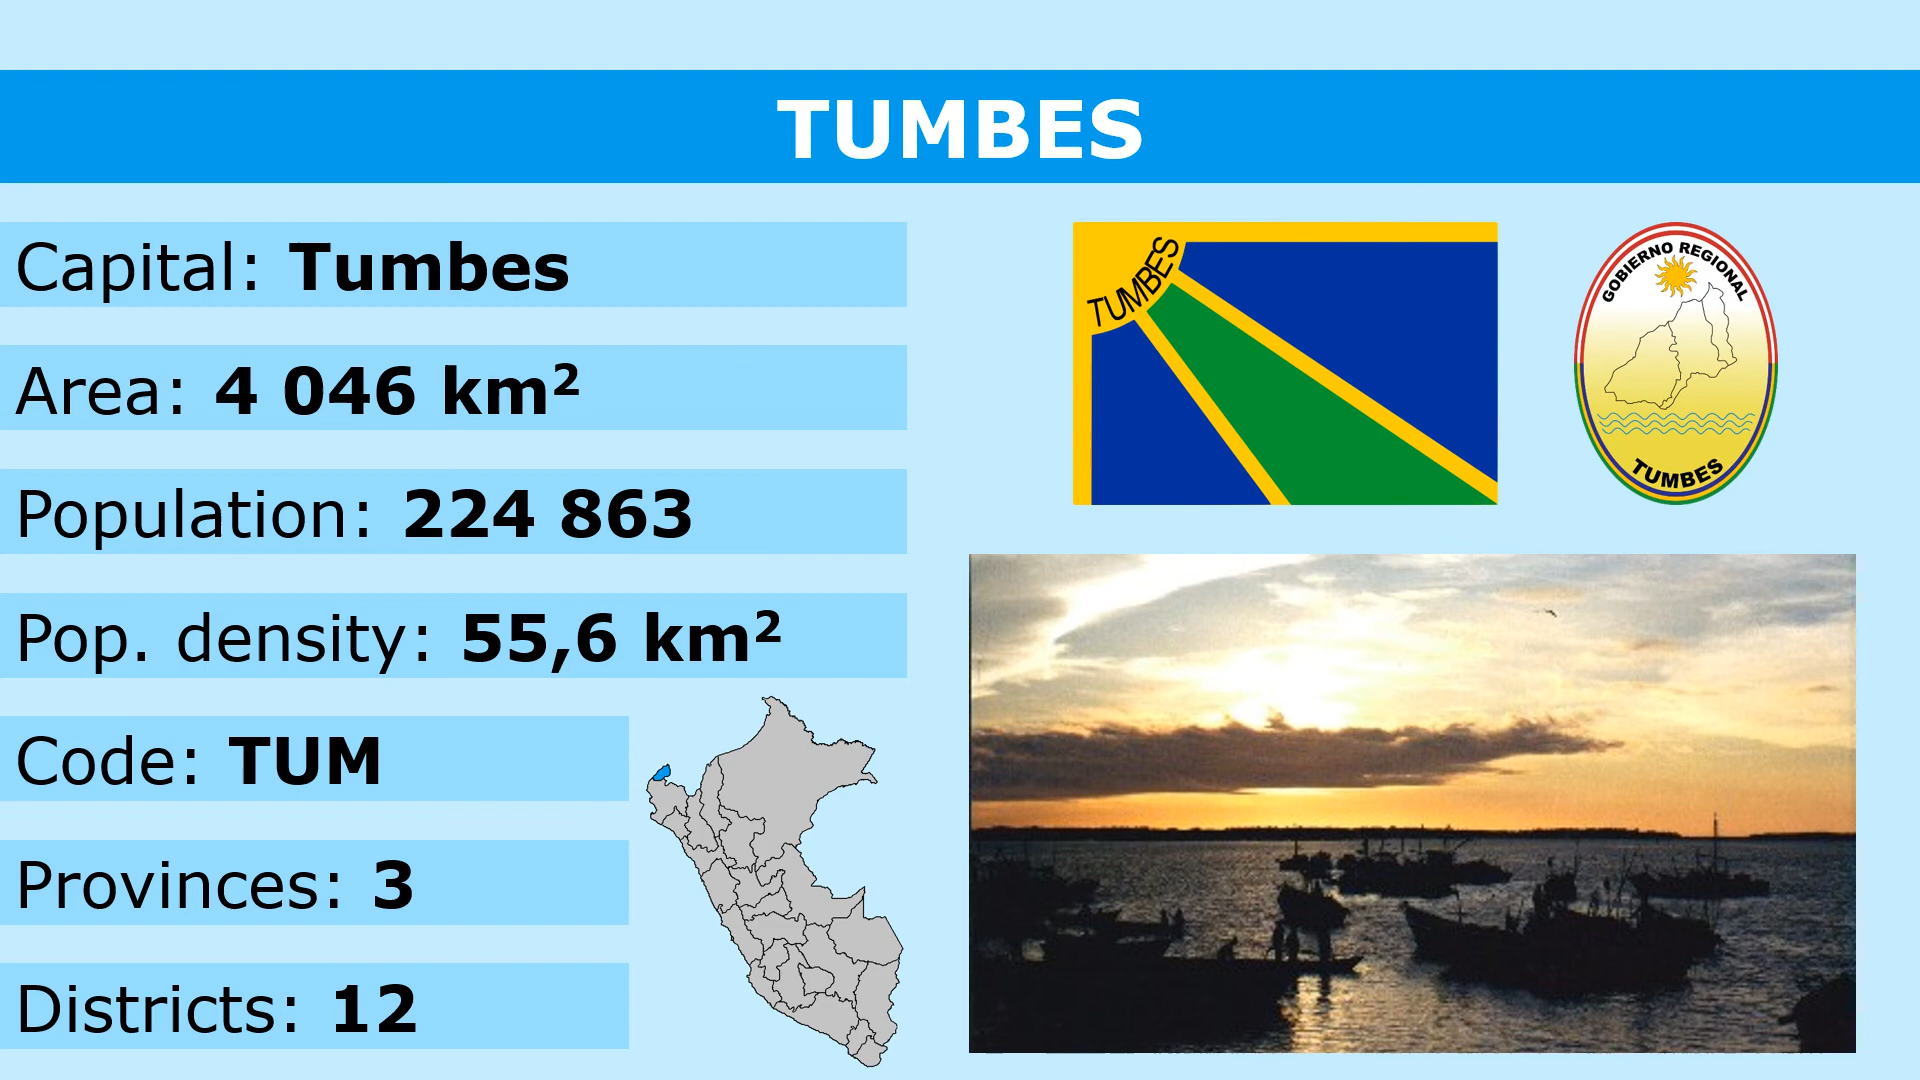 TUMBES
Capital: Tumbes
Area: 4 046 km²
Population: 224 863
Pop. density: 55,6 km²
Code: TUM
Provinces: 3
Districts: 12
TUMBES
GOBIERNO REGIONAL
TUMBES